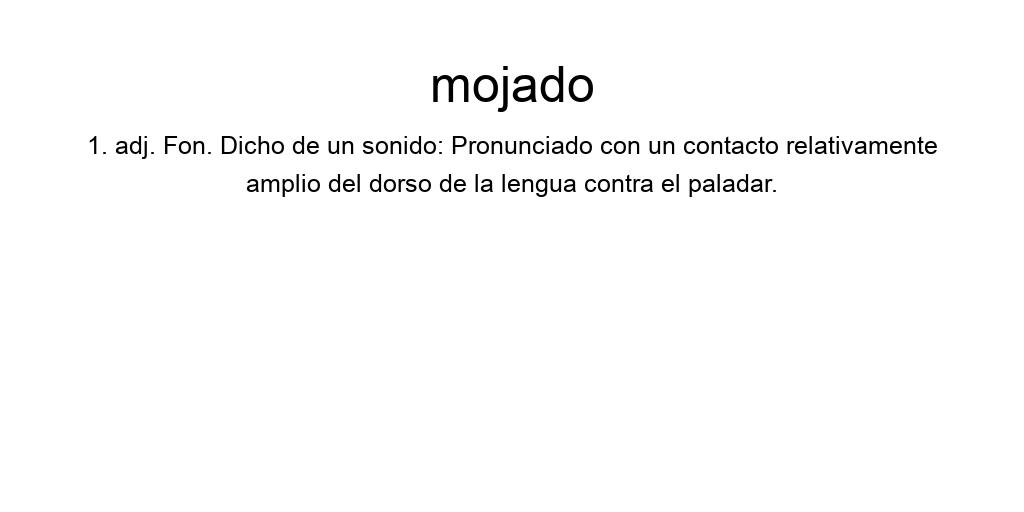 mojado
1. adj. Fon. Dicho de un sonido: Pronunciado con un contacto relativamente
amplio del dorso de la lengua contra el paladar.